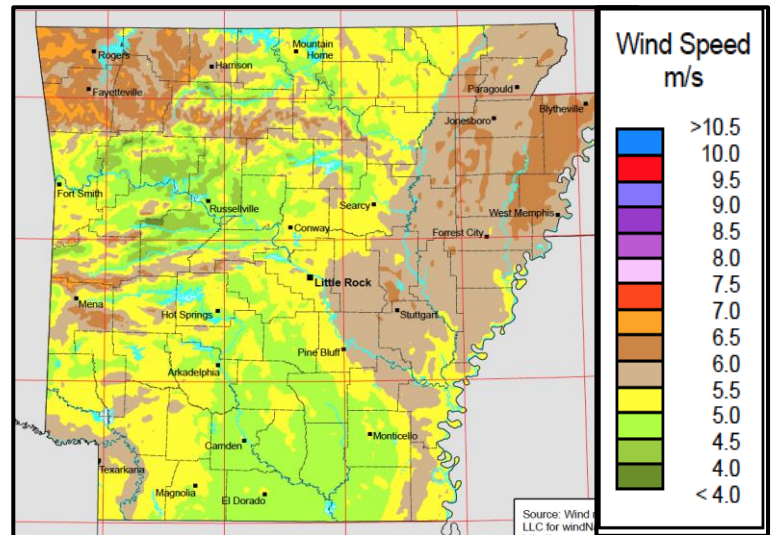 Rogers
Mountain
Home
Harrison
Fayetteville
Paragould
Blytheville
Jonesboro
Fort Smith
Russellville
Searcy
West Memphis
Conway
Forrest City
Little Rock
Mena
Hot Springs
Stuttgart
Pine Bluff
Arkadelphia
Camden
Monticello
Texarkana
Magnolia
El Dorado
Source: Wind
LLC for
Wind Speed
m/s
>10.5
10.0
9.5
9.0
8.5
8.0
7.5
7.0
6.5
6.0
5.5
5.0
4.5
4.0
< 4.0